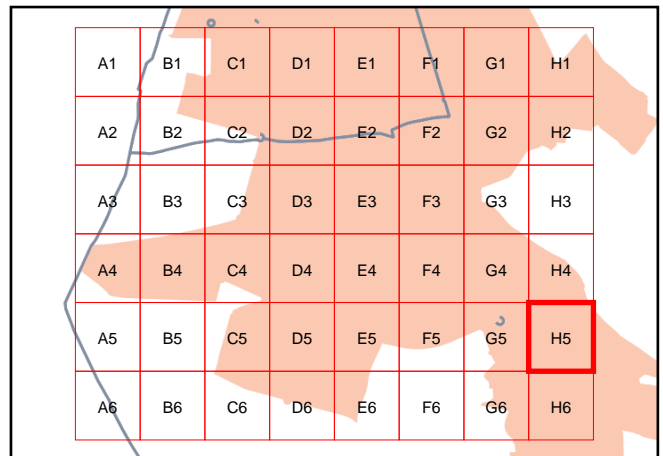 A1 B1 C1 D1 E1 F1 G1 H1
A2 B2 C2 D2 E2 F2 G2 H2
A3 B3 C3 D3 E3 F3 G3 H3
A4 B4 C4 D4 E4 F4 G4 H4
A5 B5 C5 D5 E5 F5 G5 H5
A6 B6 C6 D6 E6 F6 G6 H6